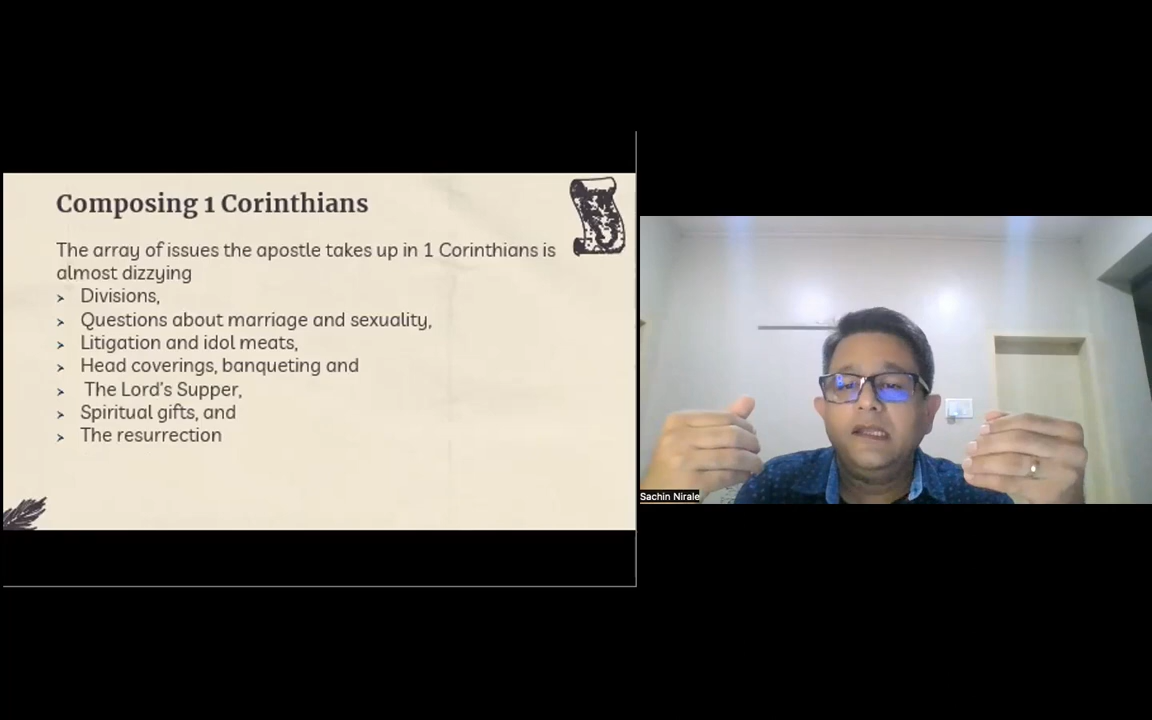 Composing 1 Corinthians
The array of issues the apostle takes up in 1 Corinthians is
almost dizzying
➢ Divisions,
➢ Questions about marriage and sexuality,
➢ Litigation and idol meats,
➢ Head coverings, banqueting and
➢ The Lord’s Supper,
➢ Spiritual gifts, and
➢ The resurrection
Sachin Nirale